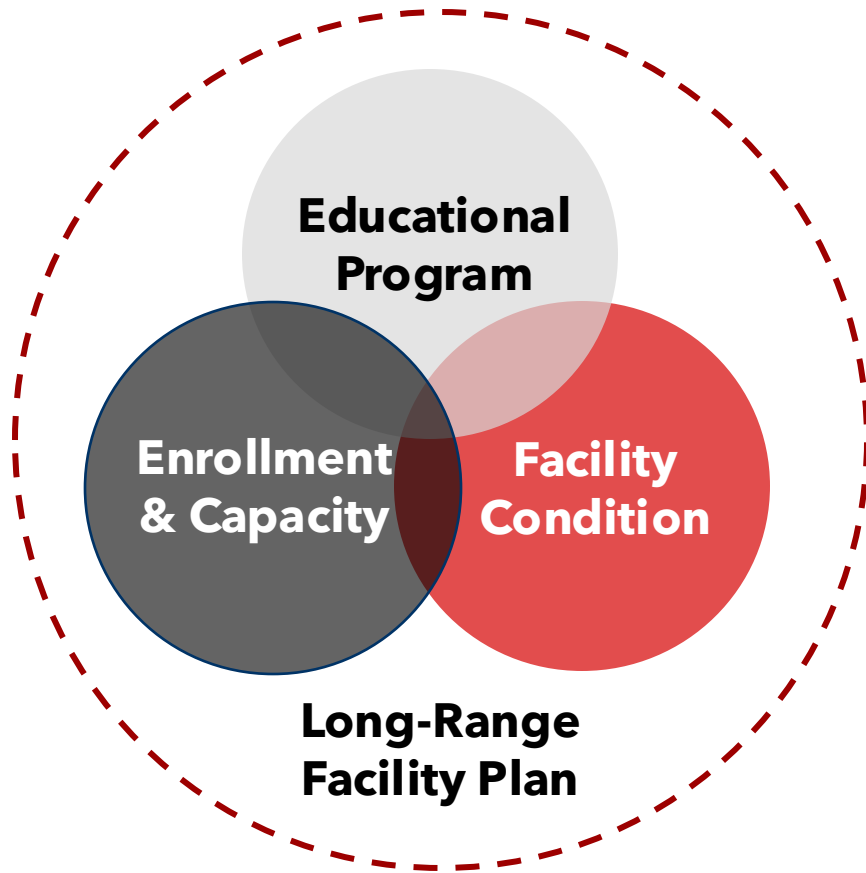 Educational
Program
Enrollment
& Capacity
Facility
Condition
Long-Range
Facility Plan